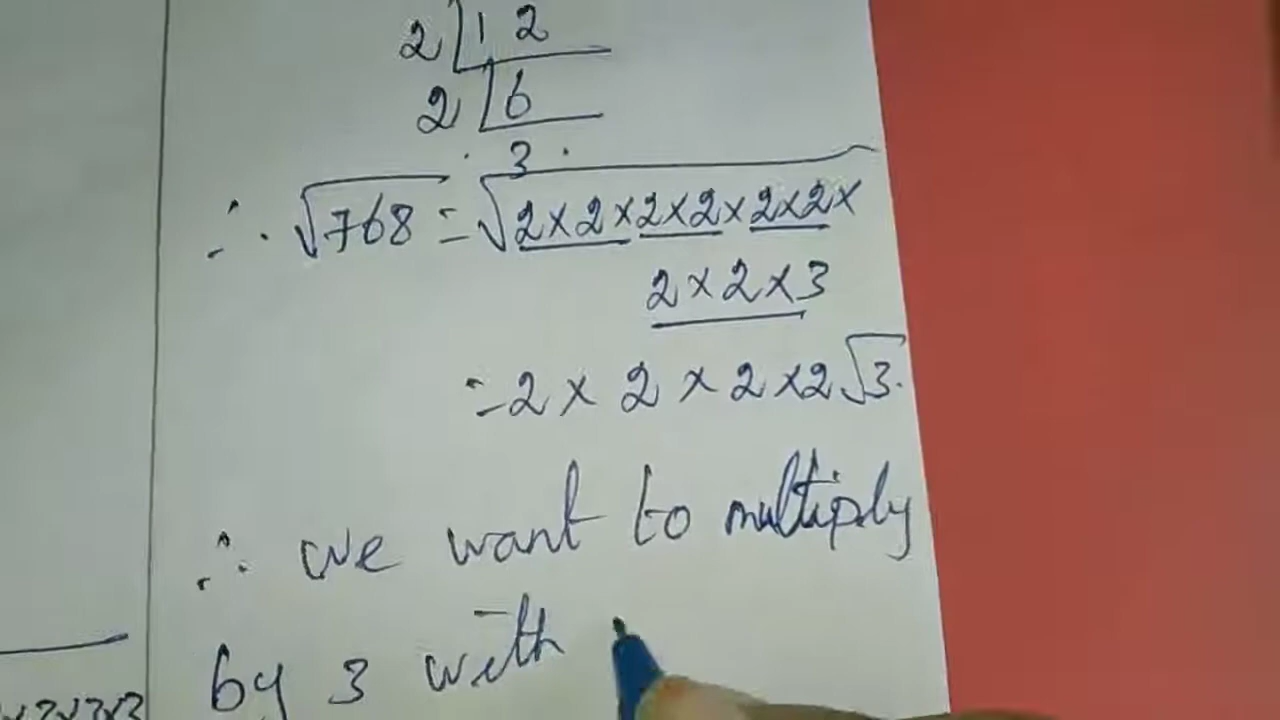 2 12
2 6
3
∴ √768 = √2×2×2×2×2×2×
2×2×3
=2×2×2×2√3.
∴ we want to multiply
by 3 with